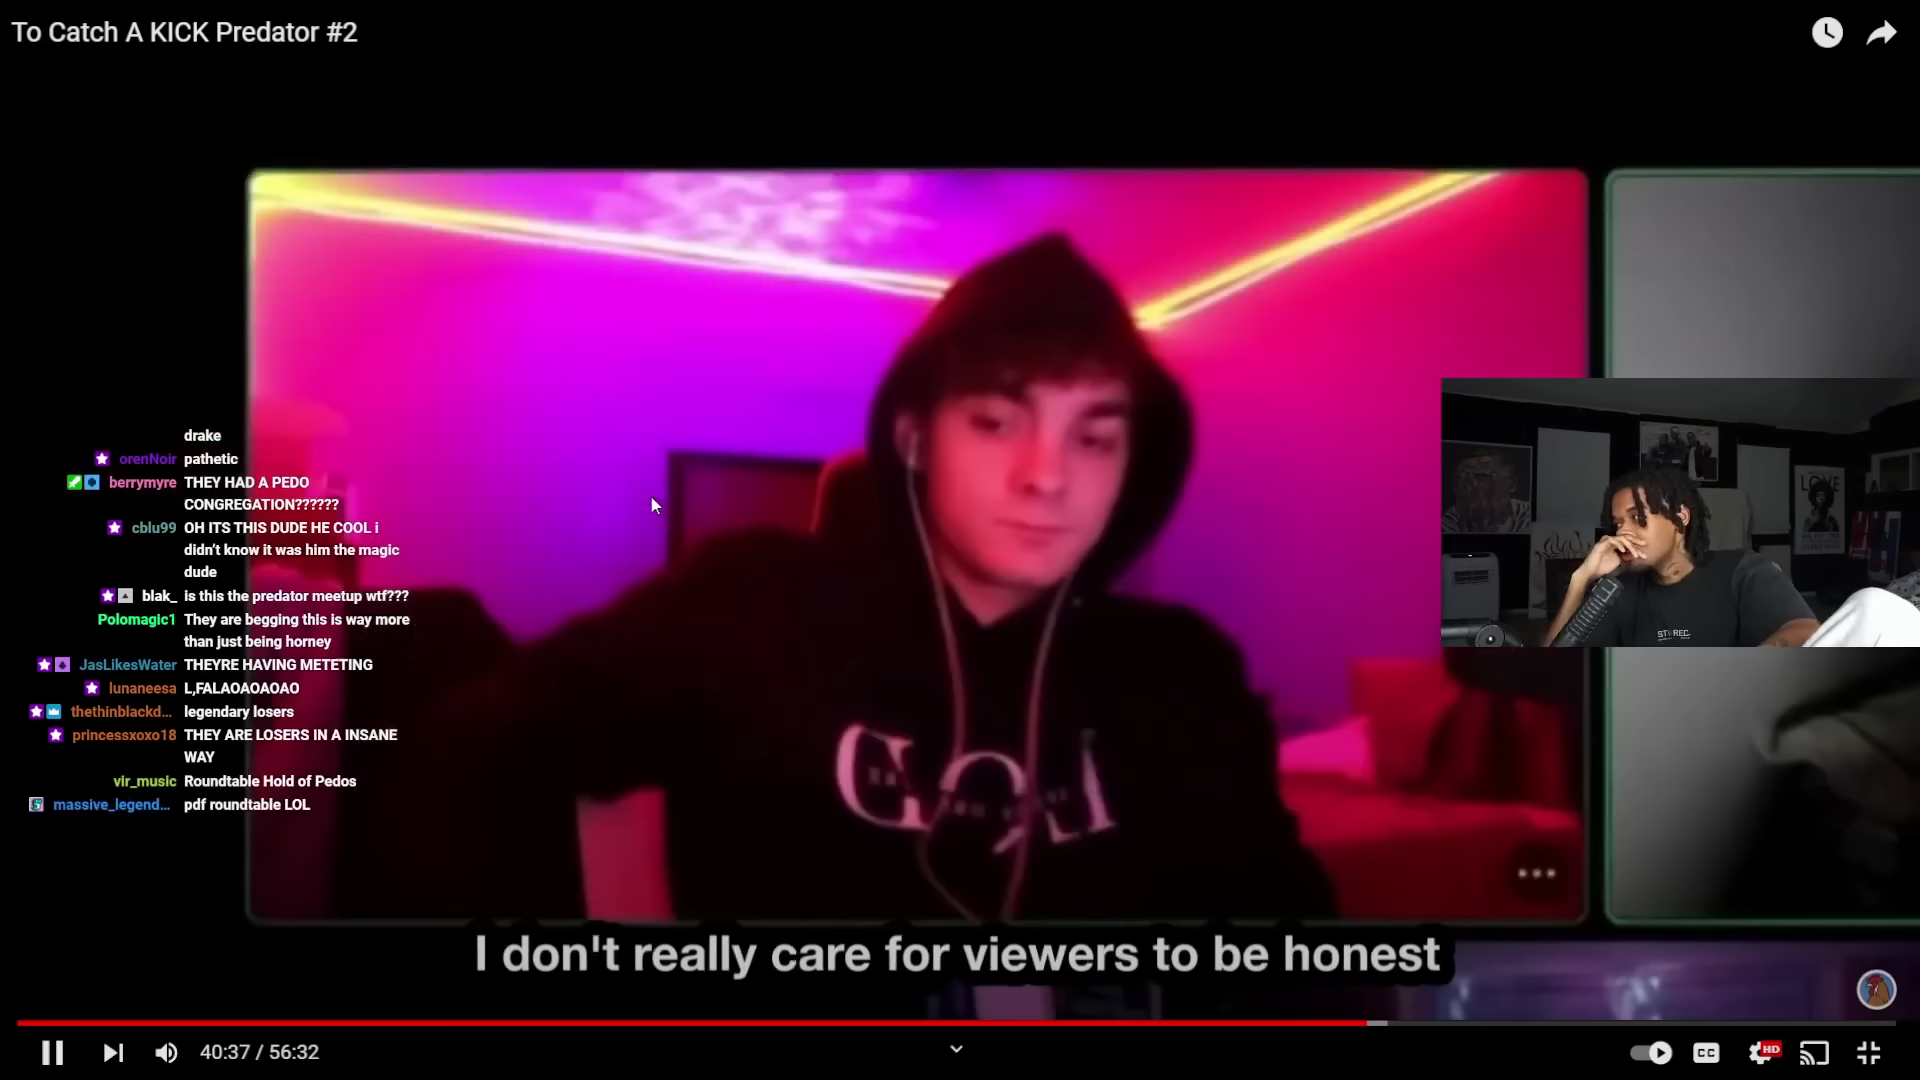 To Catch A KICK Predator #2
drake
orenNoir pathetic
berrymyre THEY HAD A PEDO
CONGREGATION??????
cblu99 OH ITS THIS DUDE HE COOL i
didn't know it was him the magic
dude
blak_ is this the predator meetup wtf???
Polomagic1 They are begging this is way more
than just being horney
JasLikesWater THEYRE HAVING METETING
lunaneesa L,FALAOAOAOAO
thethinblackd... legendary losers
princessxoxo18 THEY ARE LOSERS IN A INSANE
WAY
vir_music Roundtable Hold of Pedos
massive_legend... pdf roundtable LOL
LOVE
I don't really care for viewers to be honest
40:37 / 56:32
CC
HD